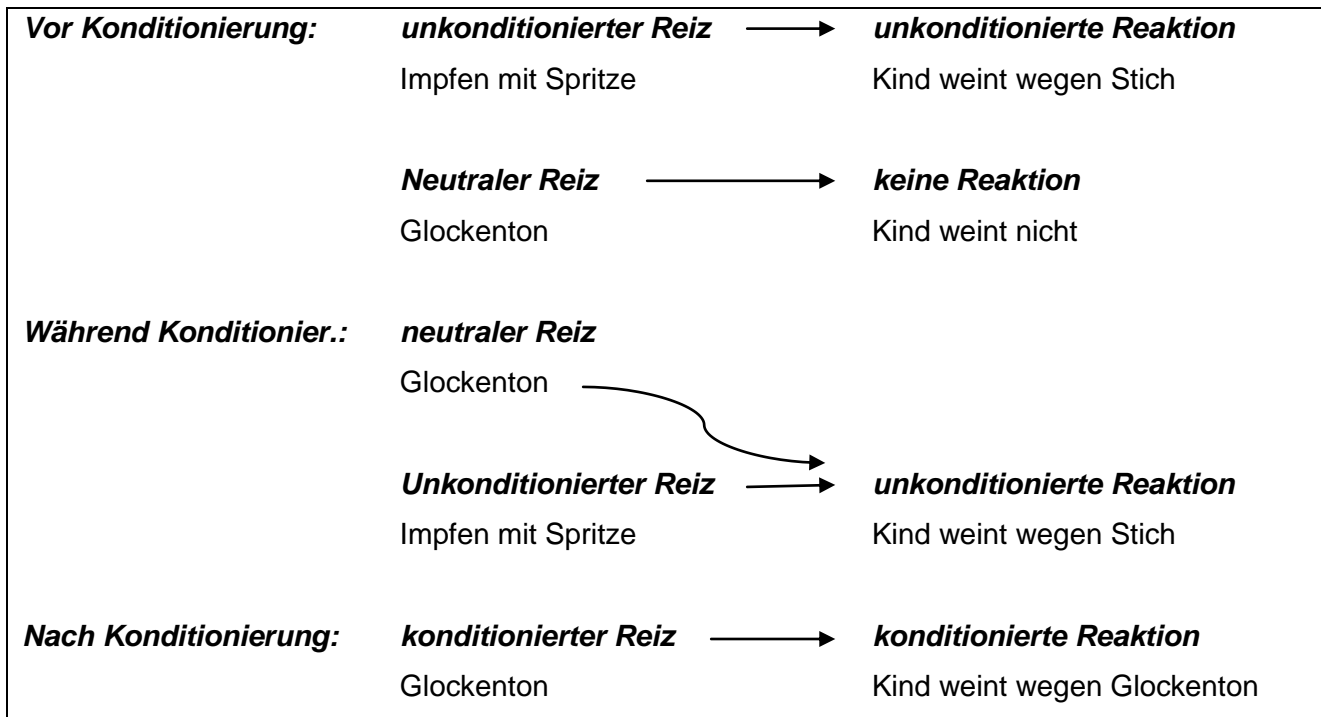 Vor Konditionierung: unkonditionierter Reiz unkonditionierte Reaktion
Impfen mit Spritze Kind weint wegen Stich
Neutraler Reiz keine Reaktion
Glockenton Kind weint nicht
Während Konditionier.: neutraler Reiz
Glockenton
Unkonditionierter Reiz unkonditionierte Reaktion
Impfen mit Spritze Kind weint wegen Stich
Nach Konditionierung: konditionierter Reiz konditionierte Reaktion
Glockenton Kind weint wegen Glockenton